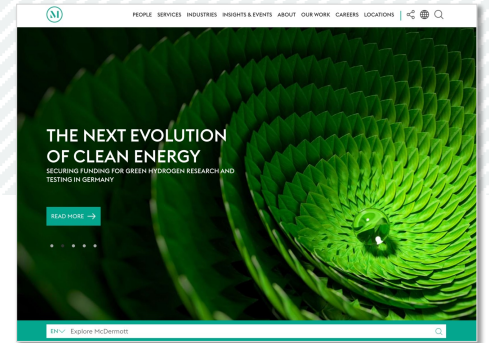 M
PEOPLE SERVICES INDUSTRIES INSIGHTS & EVENTS ABOUT OUR WORK CAREERS LOCATIONS
THE NEXT EVOLUTION
OF CLEAN ENERGY
SECURING FUNDING FOR GREEN HYDROGEN RESEARCH AND
TESTING IN GERMANY
READ MORE →
EN Explore McDermott